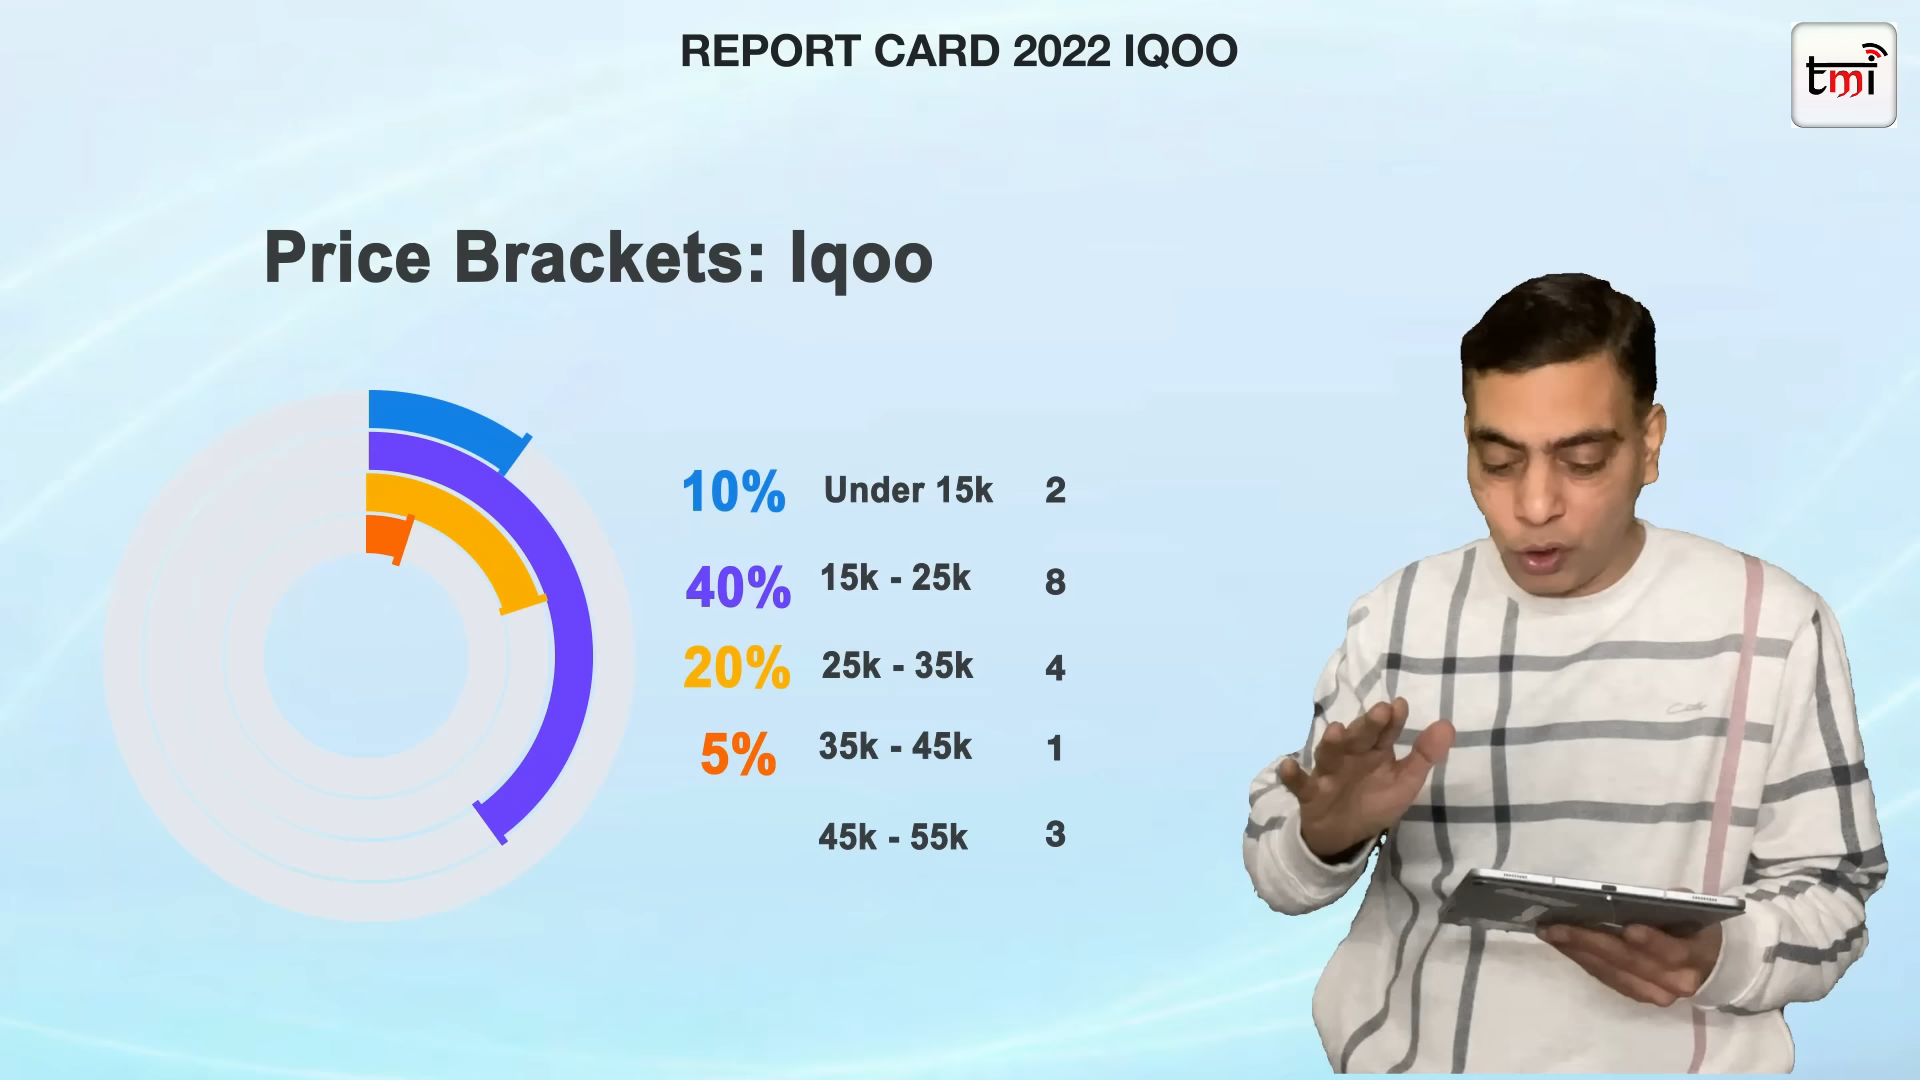 REPORT CARD 2022 IQOO
tmi
Price Brackets: Iqoo
10% Under 15k 2
40% 15k - 25k 8
20% 25k - 35k 4
5% 35k - 45k 1
45k - 55k 3